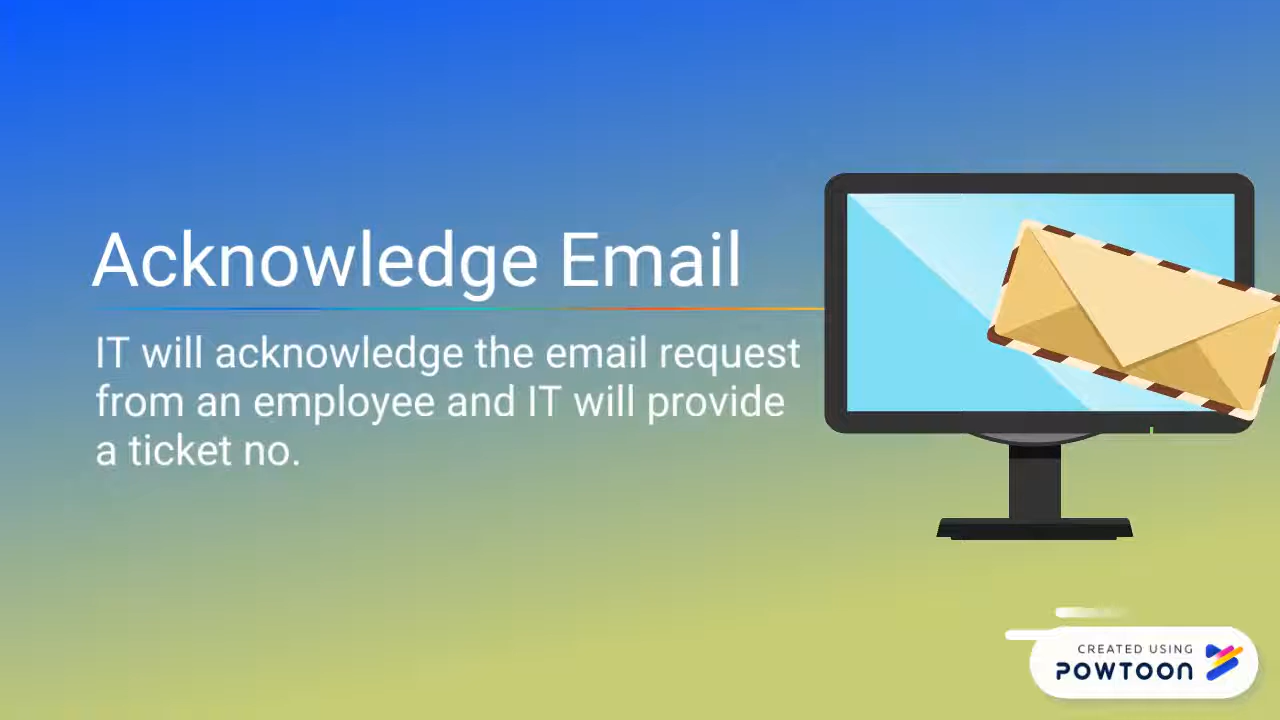 Acknowledge Email
IT will acknowledge the email request
from an employee and IT will provide
a ticket no.
CREATED USING
POWTOON